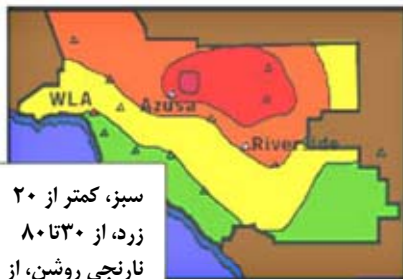 WLA
Azusa
Riverside
سبز، کمتر از ۲۰
زرد، از ۳۰تا۸۰
نارنجی روشن، از